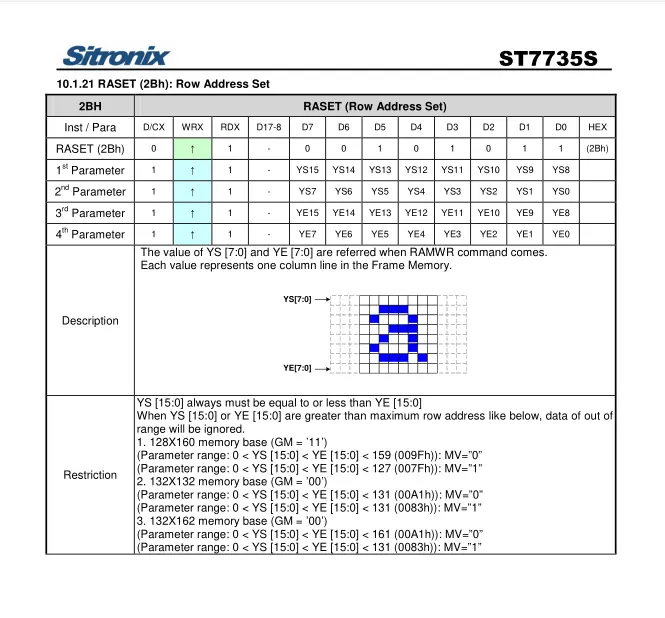 Sitronix ST7735S
10.1.21 RASET (2Bh): Row Address Set
2BH RASET (Row Address Set)
Inst / Para D/CX WRX RDX D17-8 D7 D6 D5 D4 D3 D2 D1 D0 HEX
RASET (2Bh) 0 ↑ 1 - 0 0 1 0 1 0 1 1 (2Bh)
1st Parameter 1 ↑ 1 - YS15 YS14 YS13 YS12 YS11 YS10 YS9 YS8
2nd Parameter 1 ↑ 1 - YS7 YS6 YS5 YS4 YS3 YS2 YS1 YS0
3rd Parameter 1 ↑ 1 - YE15 YE14 YE13 YE12 YE11 YE10 YE9 YE8
4th Parameter 1 ↑ 1 - YE7 YE6 YE5 YE4 YE3 YE2 YE1 YE0
Description
The value of YS [7:0] and YE [7:0] are referred when RAMWR command comes.
Each value represents one column line in the Frame Memory.
YS[7:0]
YE[7:0]
Restriction
YS [15:0] always must be equal to or less than YE [15:0]
When YS [15:0] or YE [15:0] are greater than maximum row address like below, data of out of
range will be ignored.
1. 128X160 memory base (GM = '11')
(Parameter range: 0 < YS [15:0] < YE [15:0] < 159 (009Fh)): MV="0"
(Parameter range: 0 < YS [15:0] < YE [15:0] < 127 (007Fh)): MV="1"
2. 132X132 memory base (GM = '00')
(Parameter range: 0 < YS [15:0] < YE [15:0] < 131 (00A1h)): MV="0"
(Parameter range: 0 < YS [15:0] < YE [15:0] < 131 (0083h)): MV="1"
3. 132X162 memory base (GM = '00')
(Parameter range: 0 < YS [15:0] < YE [15:0] < 161 (00A1h)): MV="0"
(Parameter range: 0 < YS [15:0] < YE [15:0] < 131 (0083h)): MV="1"